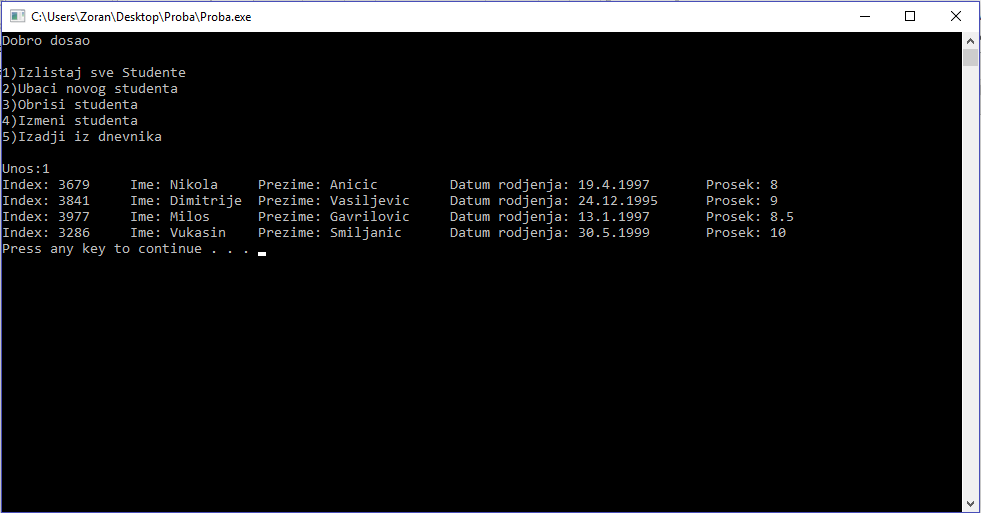 C:\Users\Zoran\Desktop\Proba\Proba.exe
Dobro dosao
1)Izlistaj sve Studente
2)Ubaci novog studenta
3)Obrisi studenta
4)Izmeni studenta
5)Izadji iz dnevnika
Unos:1
Index: 3679 Ime: Nikola Prezime: Anicic Datum rodjenja: 19.4.1997 Prosek: 8
Index: 3841 Ime: Dimitrije Prezime: Vasiljevic Datum rodjenja: 24.12.1995 Prosek: 9
Index: 3977 Ime: Milos Prezime: Gavrilovic Datum rodjenja: 13.1.1997 Prosek: 8.5
Index: 3286 Ime: Vukasin Prezime: Smiljanic Datum rodjenja: 30.5.1999 Prosek: 10
Press any key to continue . . .